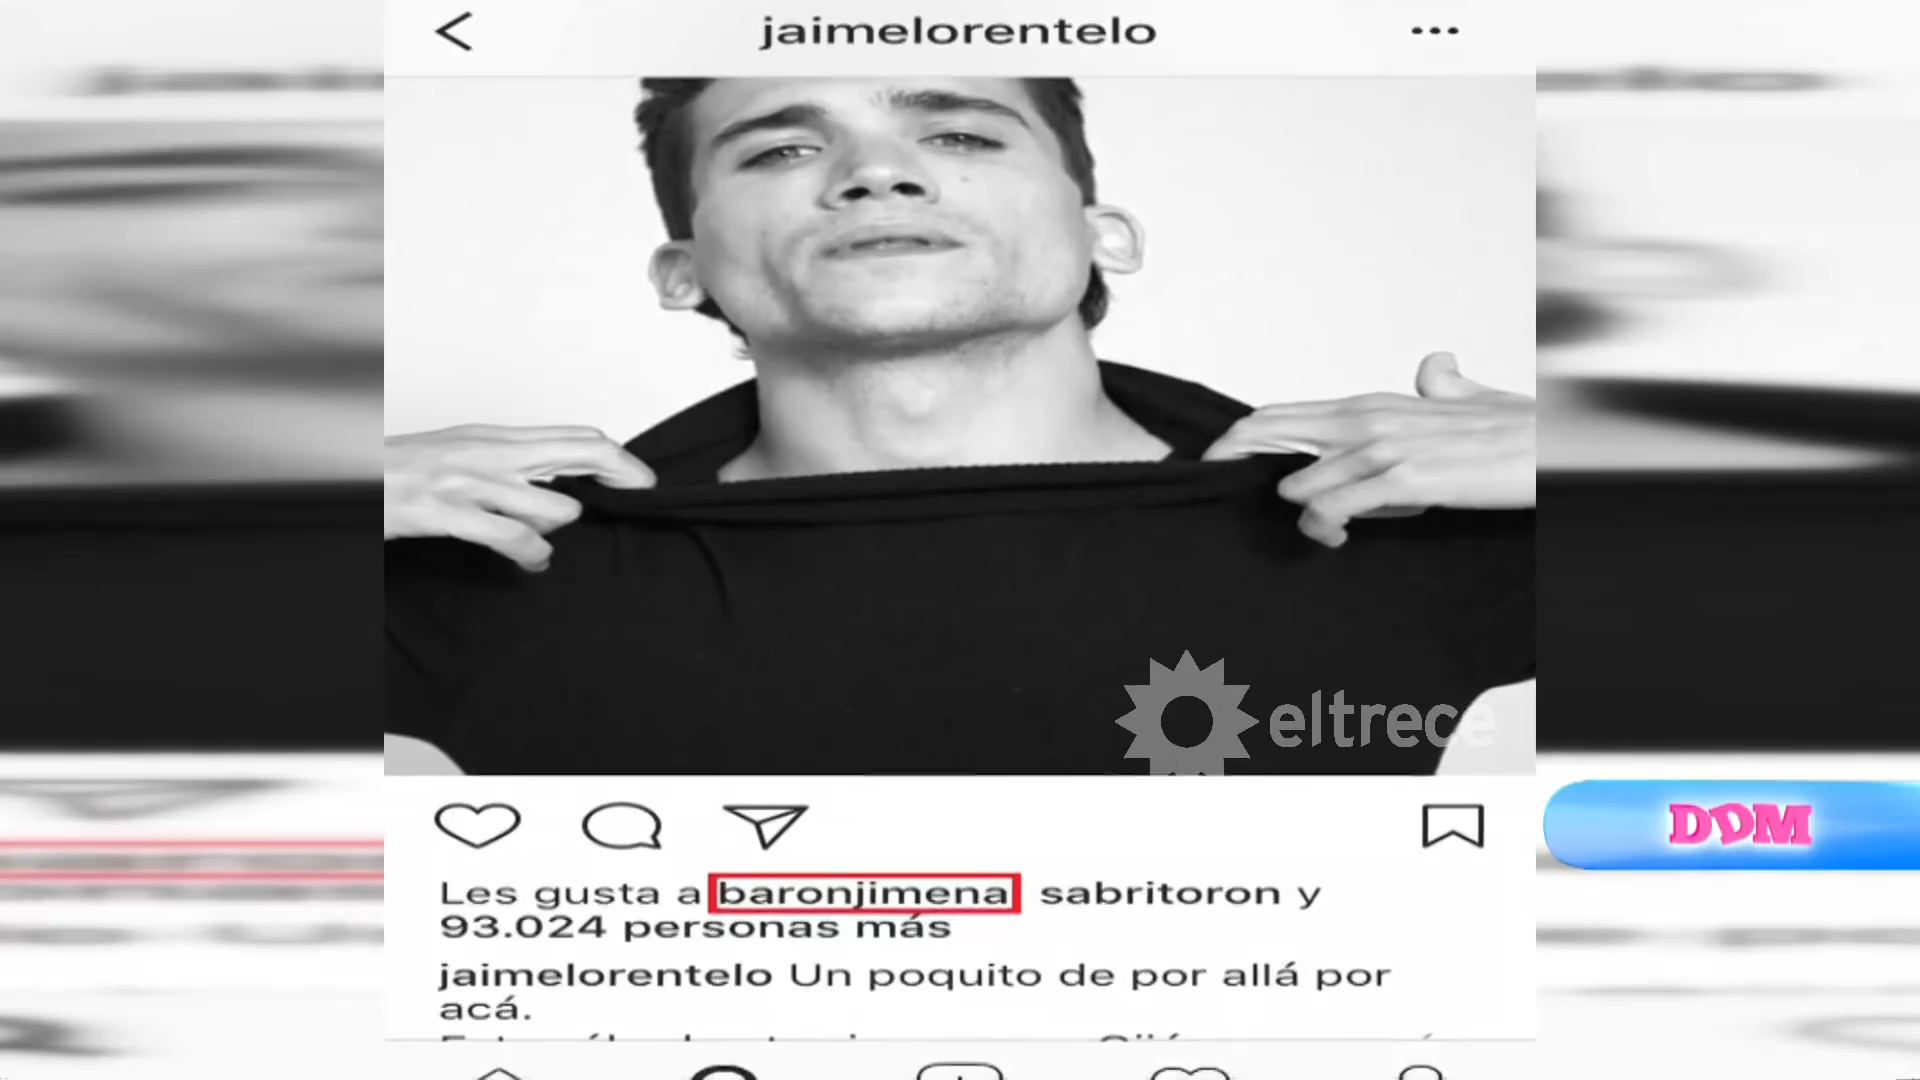 jaimelorentelo
eltrece
DDM
Les gusta a baronjimena sabritoron y
93.024 personas más
jaimelorentelo Un poquito de por allá por
acá.